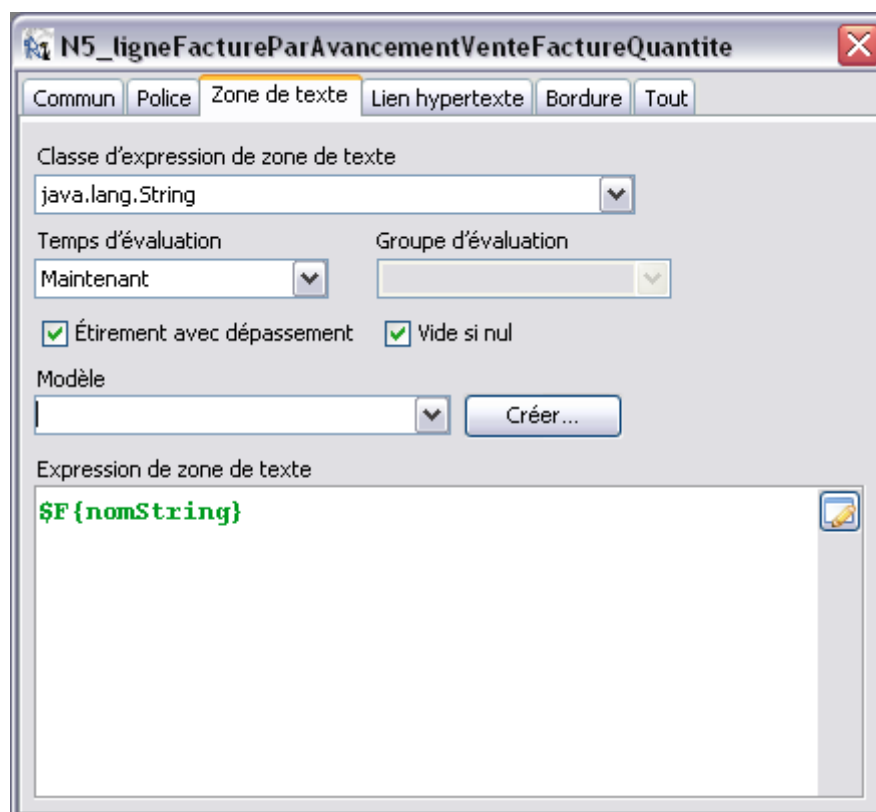 N5_ligneFactureParAvancementVenteFactureQuantite
Commun Police Zone de texte Lien hypertexte Bordure Tout
Classe d'expression de zone de texte
java.lang.String
Temps d'évaluation Groupe d'évaluation
Maintenant
Étirement avec dépassement Vide si nul
Modèle
Créer...
Expression de zone de texte
$F{nomString}